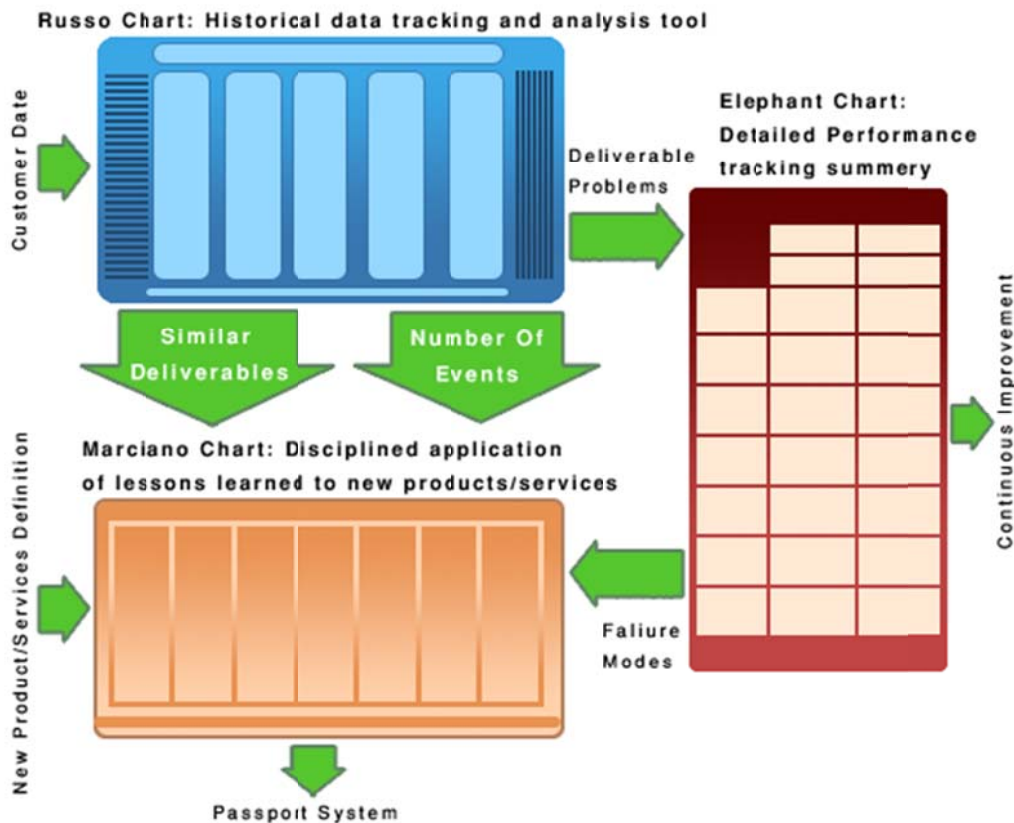 Russo Chart: Historical data tracking and analysis tool
Customer Date
Deliverable
Problems
Elephant Chart:
Detailed Performance
tracking summery
Similar
Deliverables
Number Of
Events
Continuous Improvement
Marciano Chart: Disciplined application
of lessons learned to new products/services
New Product/Services Definition
Faliure
Modes
Passport System